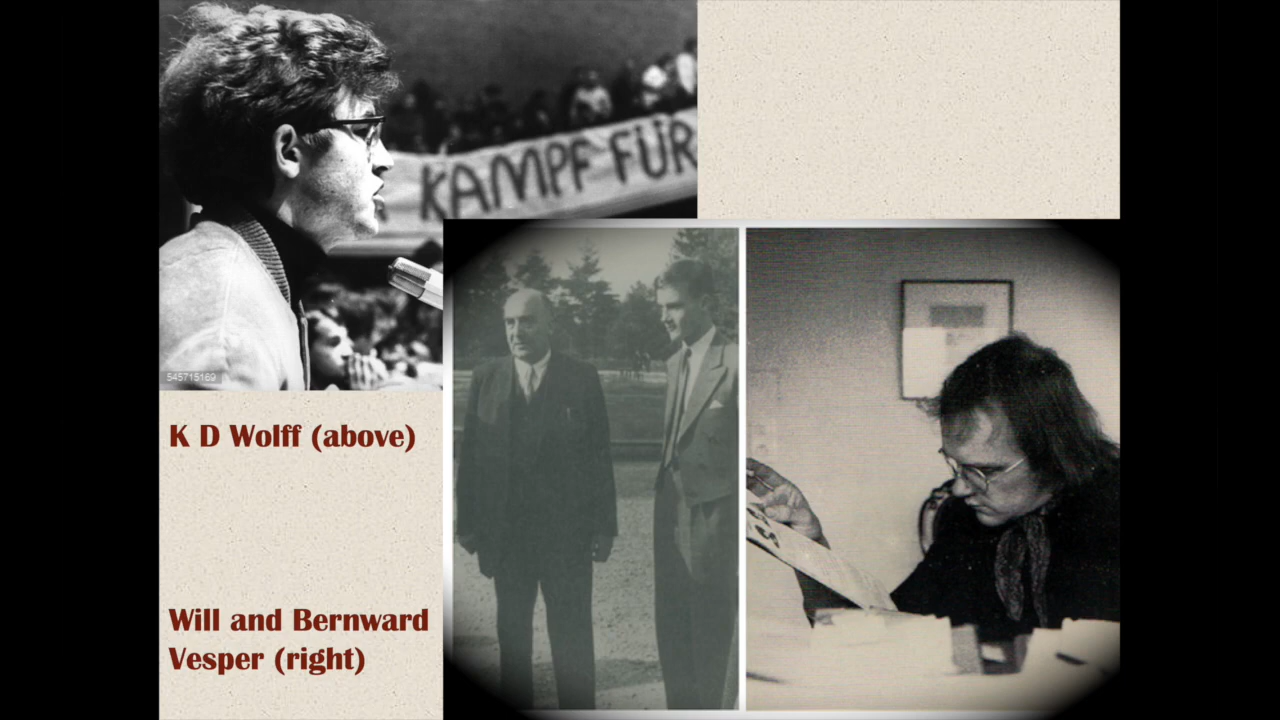 KAMPF FÜR
545715169
K D Wolff (above)
Will and Bernward
Vesper (right)